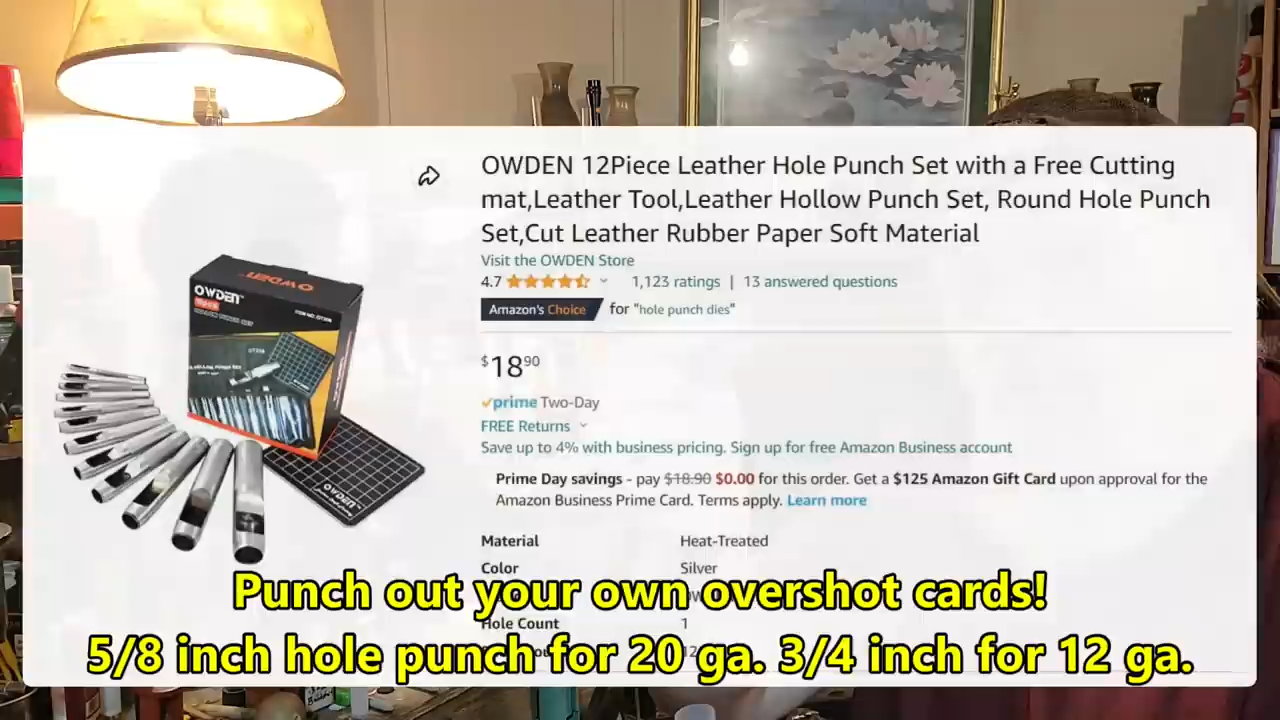 OWDEN 12Piece Leather Hole Punch Set with a Free Cutting
mat,Leather Tool,Leather Hollow Punch Set, Round Hole Punch
Set,Cut Leather Rubber Paper Soft Material
Visit the OWDEN Store
4.7 1,123 ratings | 13 answered questions
Amazon's Choice for "hole punch dies"
OWDEN
OWDEN
$18 90
prime Two-Day
FREE Returns
Save up to 4% with business pricing. Sign up for free Amazon Business account
Prime Day savings - pay $18.90 $0.00 for this order. Get a $125 Amazon Gift Card upon approval for the
Amazon Business Prime Card. Terms apply. Learn more
OWDEN
Material Heat-Treated
Color Silver
Punch out your own overshot cards!
Hole Count 1
5/8 inch hole punch for 20 ga. 3/4 inch for 12 ga.